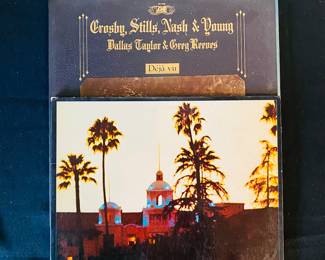 Crosby, Stills, Nash & Young
Dallas Taylor & Greg Reeves
Déjà vu